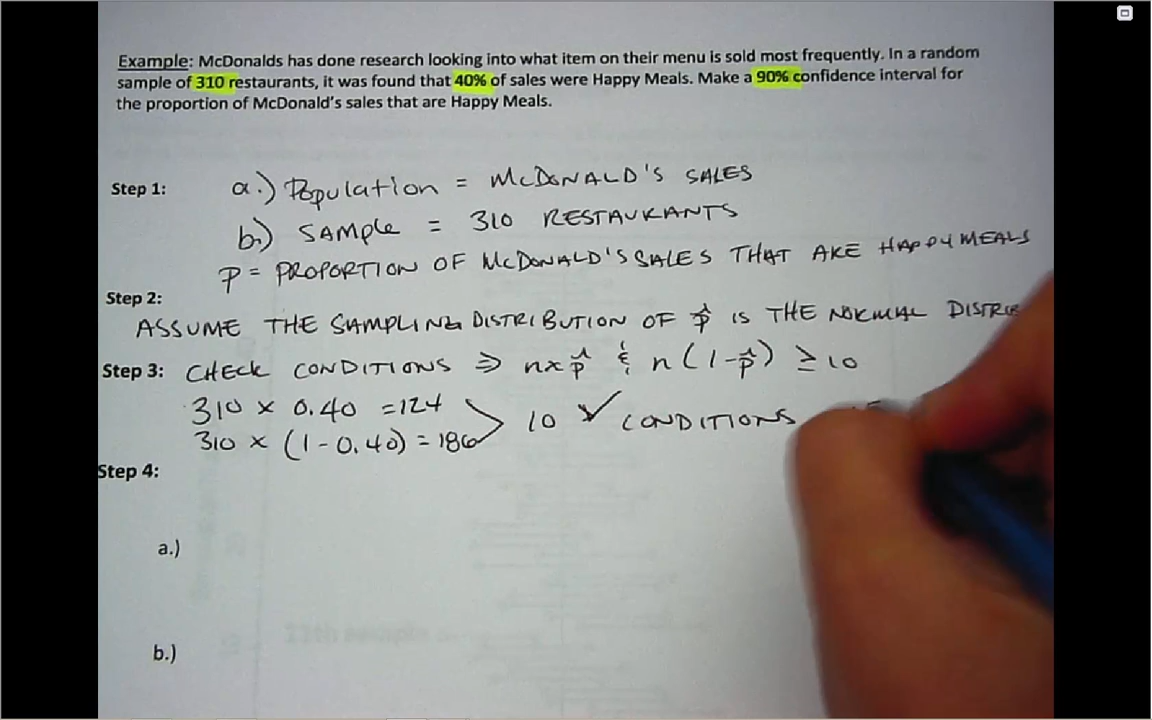 Example: McDonalds has done research looking into what item on their menu is sold most frequently. In a random
sample of 310 restaurants, it was found that 40% of sales were Happy Meals. Make a 90% confidence interval for
the proportion of McDonald's sales that are Happy Meals.
Step 1: a.) Population = McDONALD'S SALES
b.) SAMPLE = 310 RESTAURANTS
p = PROPORTION OF McDONALD'S SALES THAT ARE HAPPY MEALS
Step 2:
ASSUME THE SAMPLING DISTRIBUTION OF p̂ IS THE NORMAL
Step 3: CHECK CONDITIONS ⇒ n×p̂ & n(1-p̂) ≥ 10
310 × 0.40 = 124
310 × (1-0.40) = 186 > 10 ✓ CONDITIONS
Step 4:
a.)
b.)